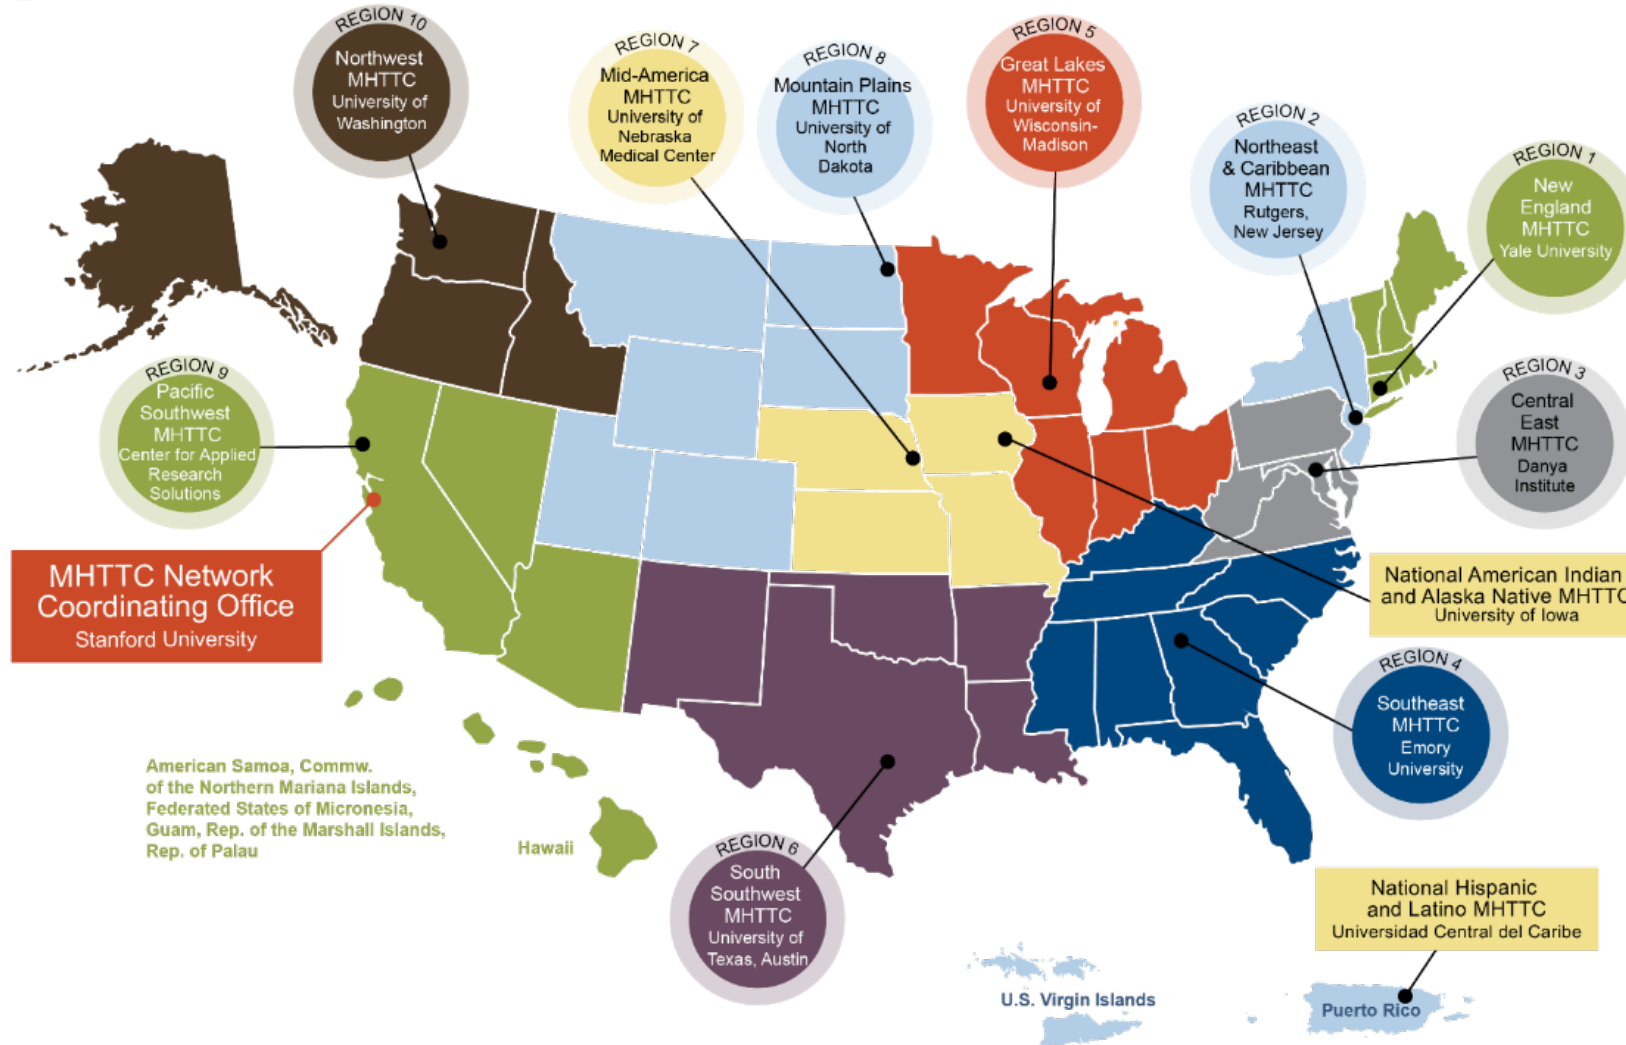 REGION 10
Northwest
MHTTC
University of
Washington
REGION 7
Mid-America
MHTTC
University of
Nebraska
Medical Center
REGION 8
Mountain Plains
MHTTC
University of
North
Dakota
REGION 5
Great Lakes
MHTTC
University of
Wisconsin-
Madison
REGION 2
Northeast
& Caribbean
MHTTC
Rutgers,
New Jersey
REGION 1
New
England
MHTTC
Yale University
REGION 9
Pacific
Southwest
MHTTC
Center for Applied
Research
Solutions
REGION 3
Central
East
MHTTC
Danya
Institute
MHTTC Network
Coordinating Office
Stanford University
National American Indian
and Alaska Native MHTTC
University of Iowa
REGION 4
Southeast
MHTTC
Emory
University
American Samoa, Commw.
of the Northern Mariana Islands,
Federated States of Micronesia,
Guam, Rep. of the Marshall Islands,
Rep. of Palau
Hawaii
REGION 6
South
Southwest
MHTTC
University of
Texas, Austin
National Hispanic
and Latino MHTTC
Universidad Central del Caribe
U.S. Virgin Islands
Puerto Rico